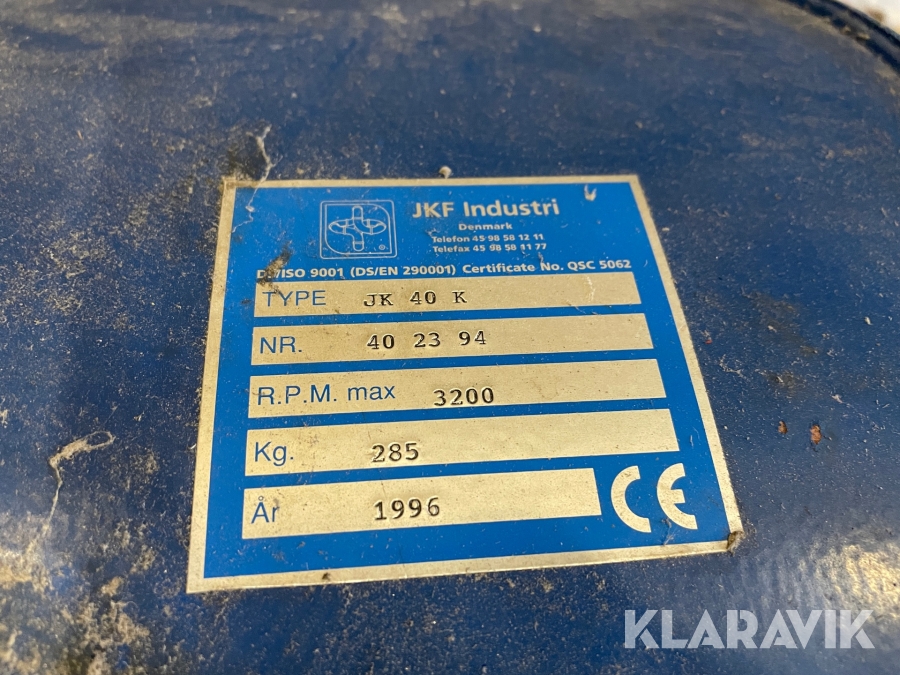 JKF Industri
Denmark
Telefon 45 98 58 12 11
Telefax 45 98 58 11 77
DS/ISO 9001 (DS/EN 290001) Certificate No. QSC 5062
TYPE JK 40 K
NR. 40 23 94
R.P.M. max 3200
Kg. 285
År 1996
CE
KLARAVIK